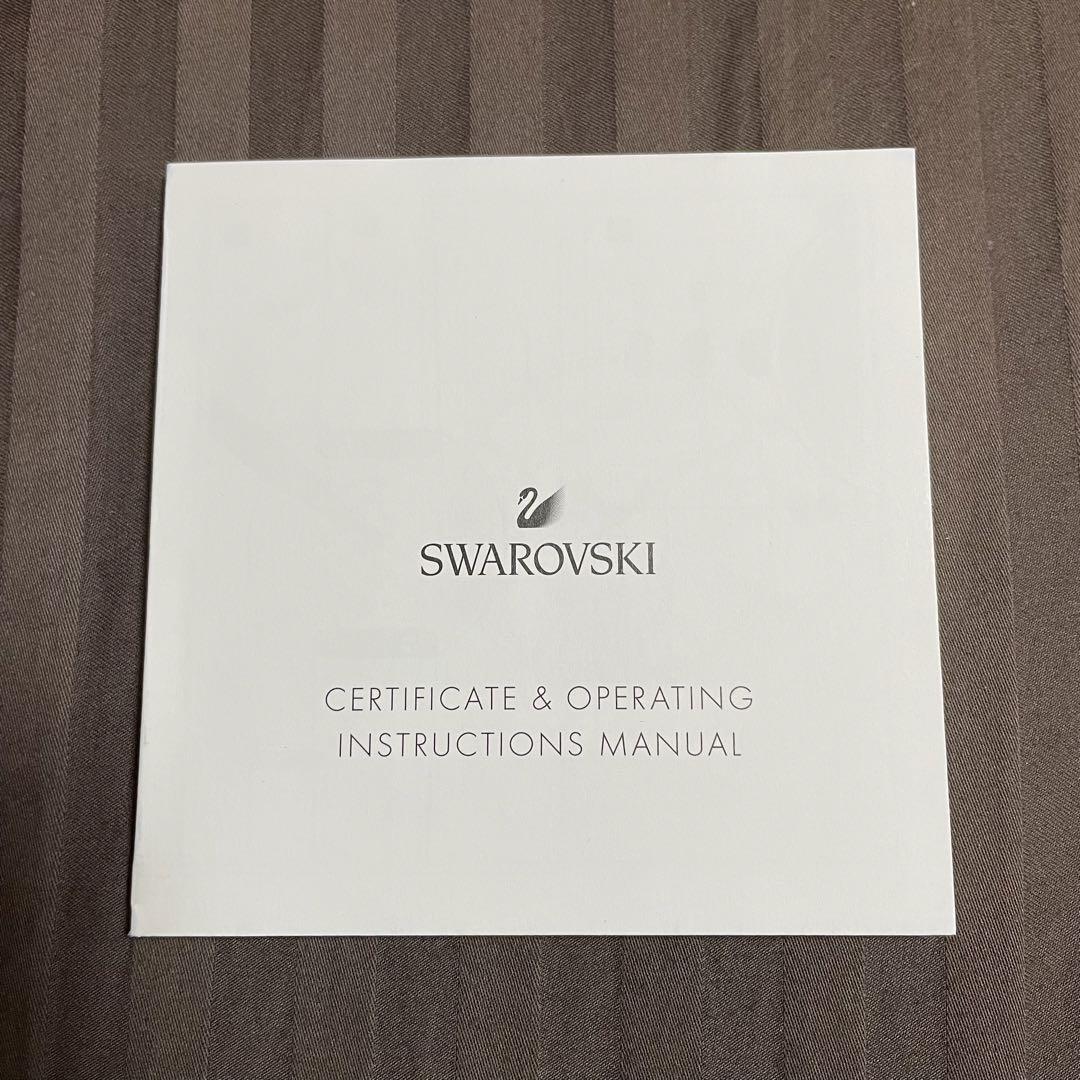 SWAROVSKI
CERTIFICATE & OPERATING
INSTRUCTIONS MANUAL